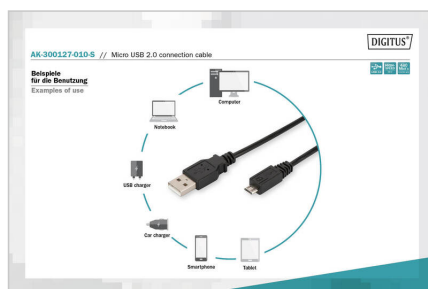 DIGITUS®
AK-300127-010-S // Micro USB 2.0 connection cable
Beispiele
für die Benutzung
Examples of use
Computer
Notebook
USB charger
Car charger
Smartphone
Tablet